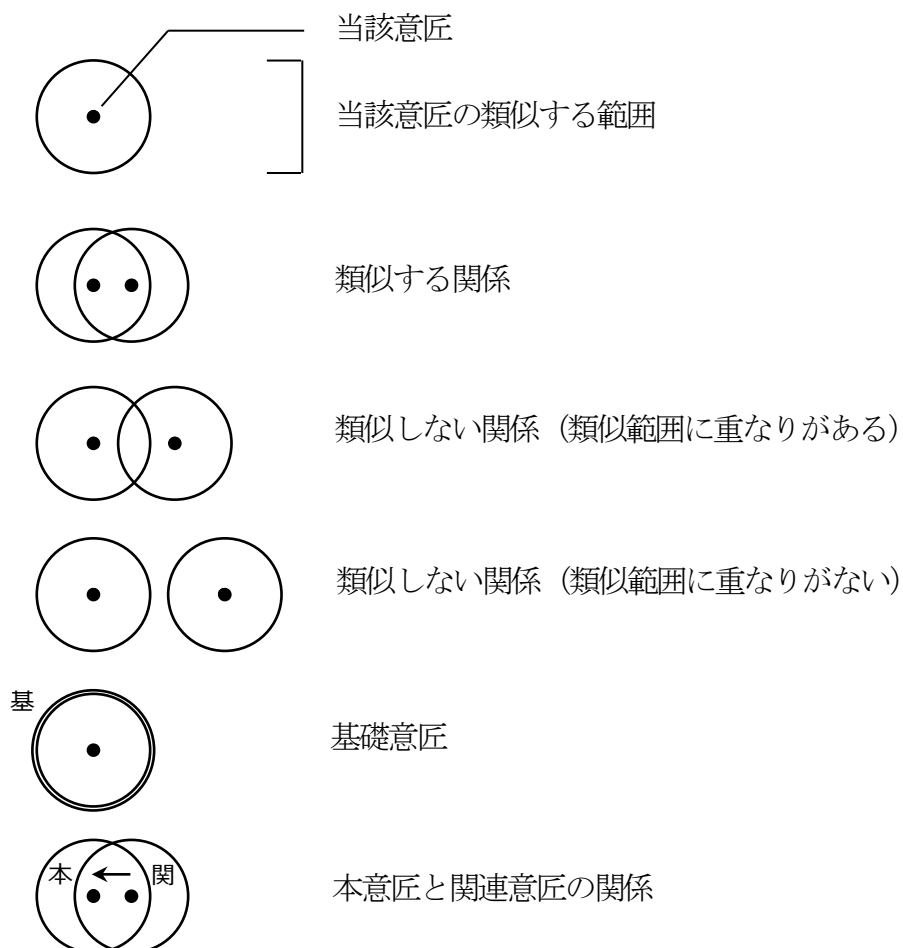 当該意匠
当該意匠の類似する範囲
類似する関係
類似しない関係（類似範囲に重なりがある）
類似しない関係（類似範囲に重なりがない）
基
基礎意匠
本 関
本意匠と関連意匠の関係